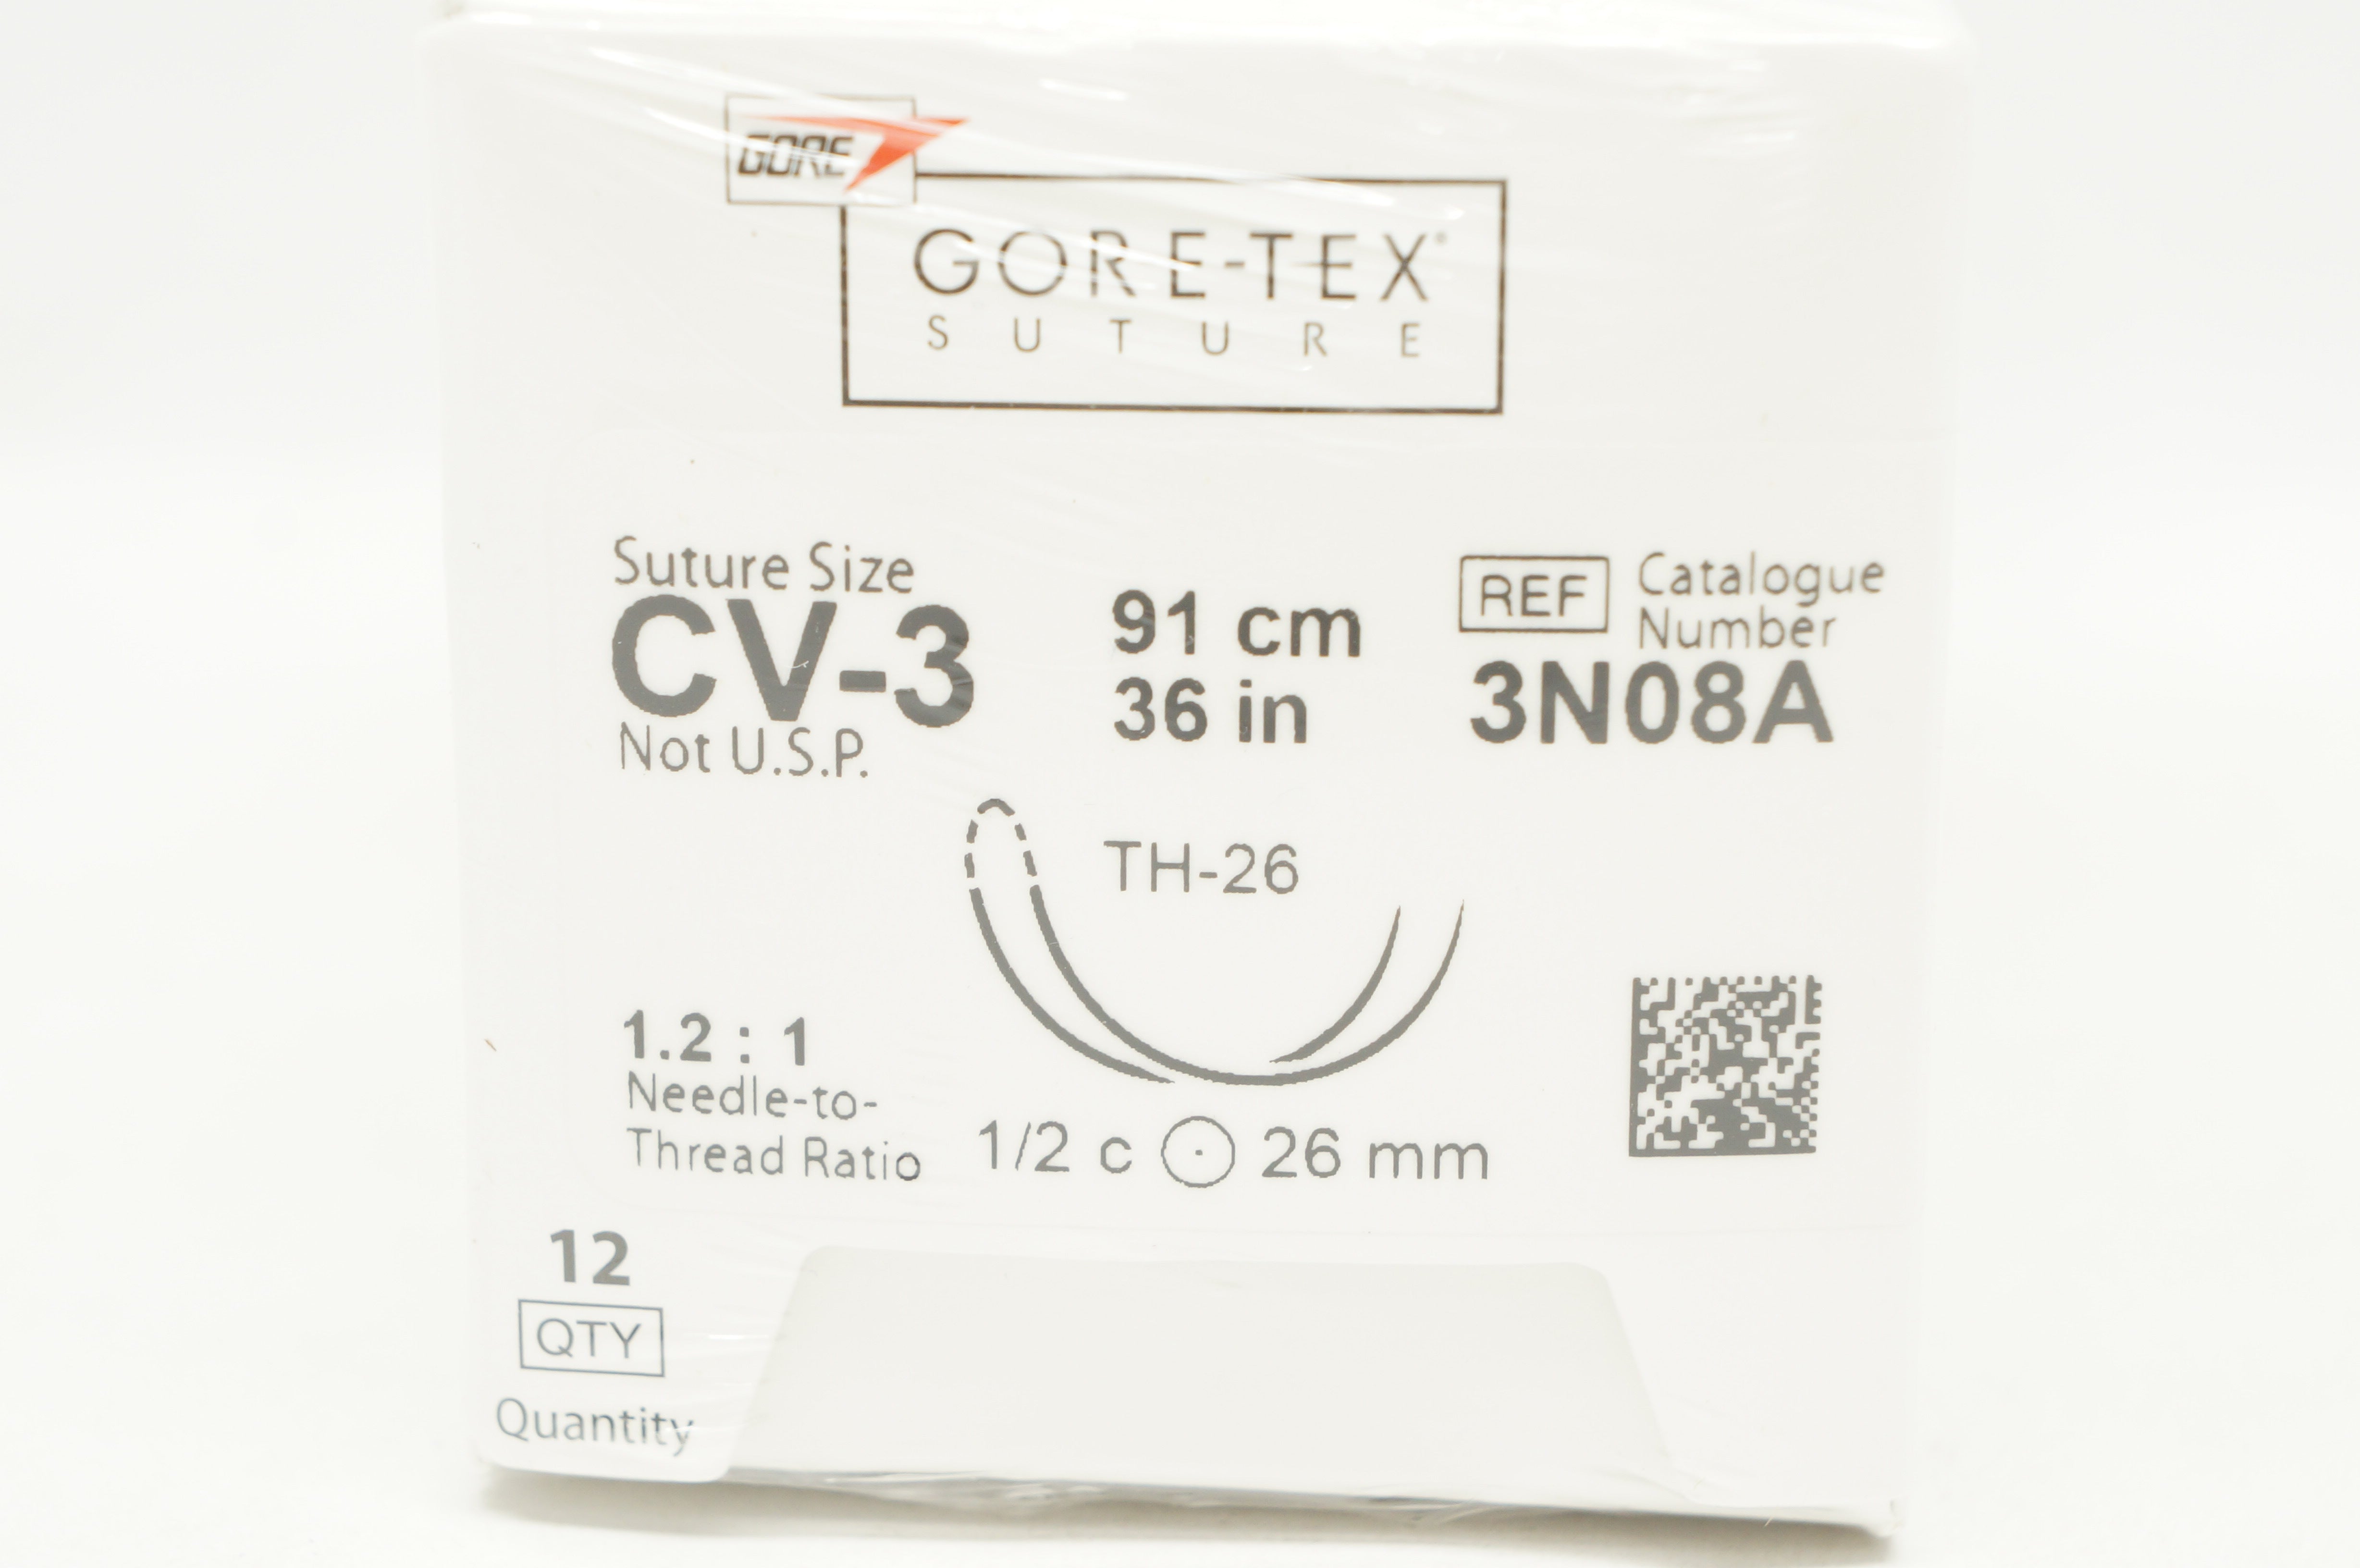 GORE
GORE-TEX®
SUTURE
Suture Size
CV-3
Not U.S.P.
91 cm
36 in
REF Catalogue
Number
3N08A
TH-26
1.2 : 1
Needle-to-
Thread Ratio
1/2 c 26 mm
12
QTY
Quantity